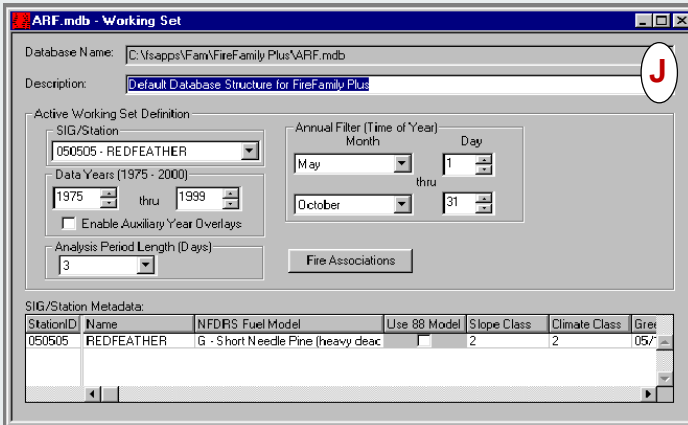 ARF.mdb - Working Set
Database Name: C:\fsapps\Fam\FireFamily Plus\ARF.mdb
J
Description: Default Database Structure for FireFamily Plus
Active Working Set Definition
SIG/Station
050505 - REDFEATHER
Data Years (1975 - 2000)
1975 thru 1999
Enable Auxiliary Year Overlays
Analysis Period Length (Days)
3
Annual Filter (Time of Year)
Month Day
May 1
thru
October 31
Fire Associations
SIG/Station Metadata:
StationID Name NFDRS Fuel Model Use 88 Model Slope Class Climate Class Gree
050505 REDFEATHER G - Short Needle Pine (heavy deac 2 2 05/